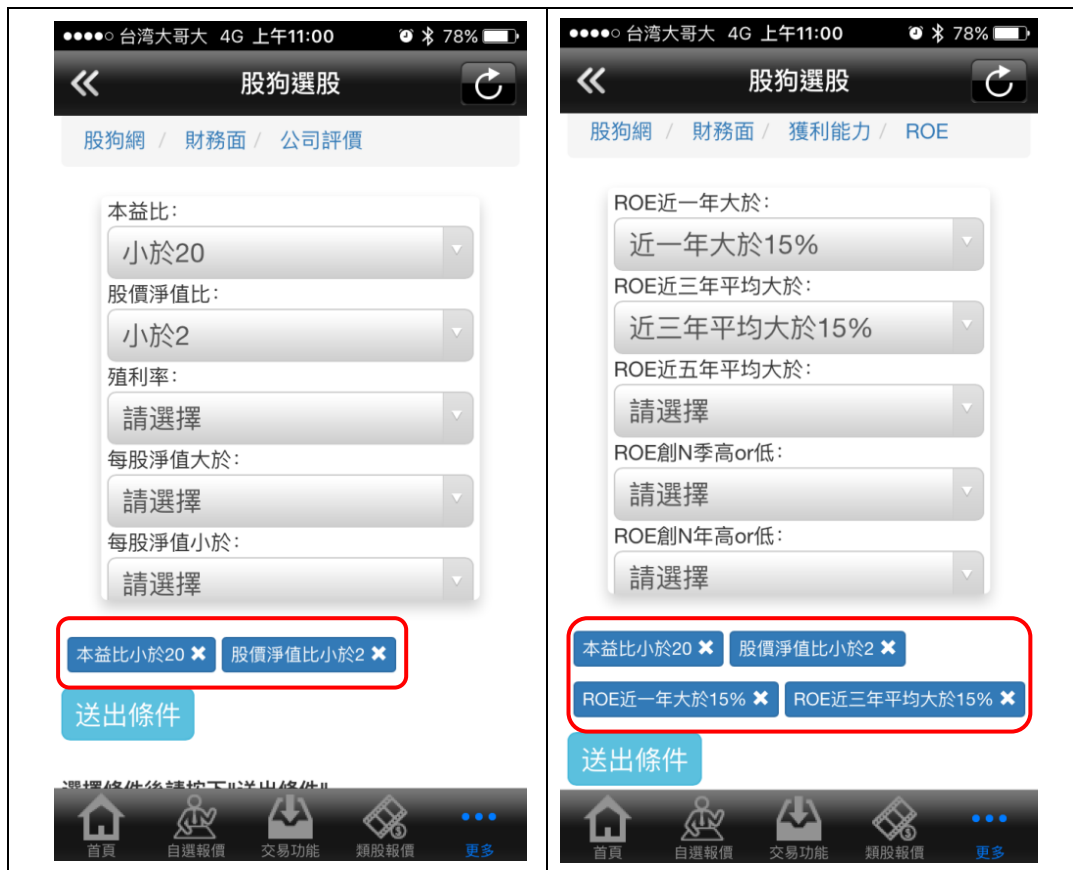 台湾大哥大 4G 上午11:00 78%
股狗選股
股狗網 / 財務面 / 公司評價
本益比：
小於20
股價淨值比：
小於2
殖利率：
請選擇
每股淨值大於：
請選擇
每股淨值小於：
請選擇
本益比小於20 ✖ 股價淨值比小於2 ✖
送出條件
選擇條件後請按下"送出條件"
首頁 自選報價 交易功能 類股報價 更多
台湾大哥大 4G 上午11:00 78%
股狗選股
股狗網 / 財務面 / 獲利能力 / ROE
ROE近一年大於：
近一年大於15%
ROE近三年平均大於：
近三年平均大於15%
ROE近五年平均大於：
請選擇
ROE創N季高or低：
請選擇
ROE創N年高or低：
請選擇
本益比小於20 ✖ 股價淨值比小於2 ✖
ROE近一年大於15% ✖ ROE近三年平均大於15% ✖
送出條件
首頁 自選報價 交易功能 類股報價 更多